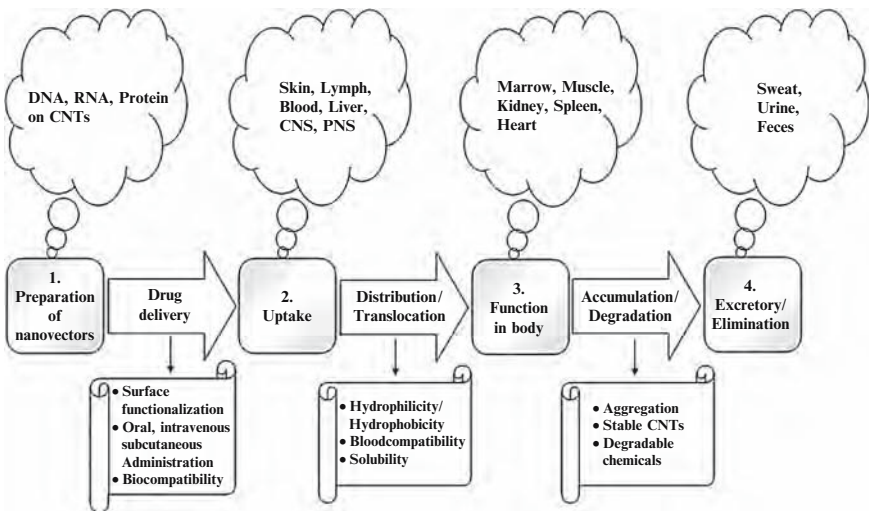 DNA, RNA, Protein
on CNTs
Skin, Lymph,
Blood, Liver,
CNS, PNS
Marrow, Muscle,
Kidney, Spleen,
Heart
Sweat,
Urine,
Feces
1.
Preparation
of
nanovectors
Drug
delivery
2.
Uptake
Distribution/
Translocation
3.
Function
in body
Accumulation/
Degradation
4.
Excretory/
Elimination
• Surface
functionalization
• Oral, intravenous
subcutaneous
Administration
• Biocompatibility
• Hydrophilicity/
Hydrophobicity
• Bloodcompatibility
• Solubility
• Aggregation
• Stable CNTs
• Degradable
chemicals